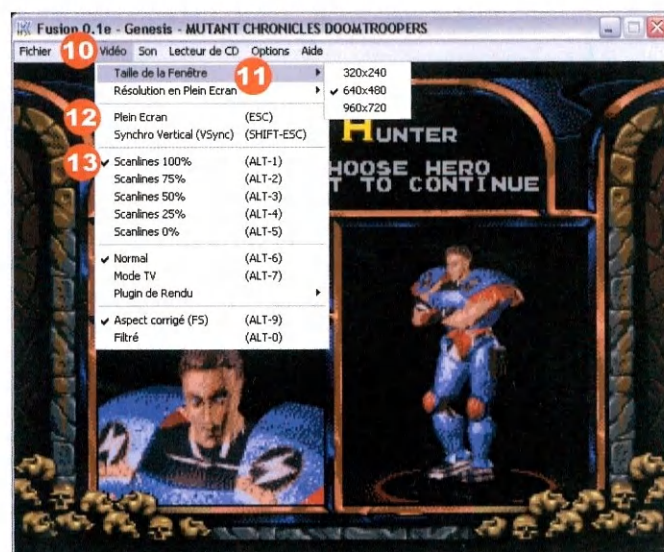 Fusion 0.1e - Genesis - MUTANT CHRONICLES DOOMTROOPERS
Fichier 10 Vidéo Son Lecteur de CD Options Aide
Taille de la Fenêtre 11 320x240
Résolution en Plein Ecran ✓ 640x480
960x720
12 Plein Ecran (ESC)
Synchro Vertical (VSync) (SHIFT-ESC)
13 ✓ Scanlines 100% (ALT-1)
Scanlines 75% (ALT-2)
Scanlines 50% (ALT-3)
Scanlines 25% (ALT-4)
Scanlines 0% (ALT-5)
✓ Normal (ALT-6)
Mode TV (ALT-7)
Plugin de Rendu
✓ Aspect corrigé (FS) (ALT-9)
Filtré (ALT-0)
HUNTER
HOOSE HERO
T TO CONTINUE